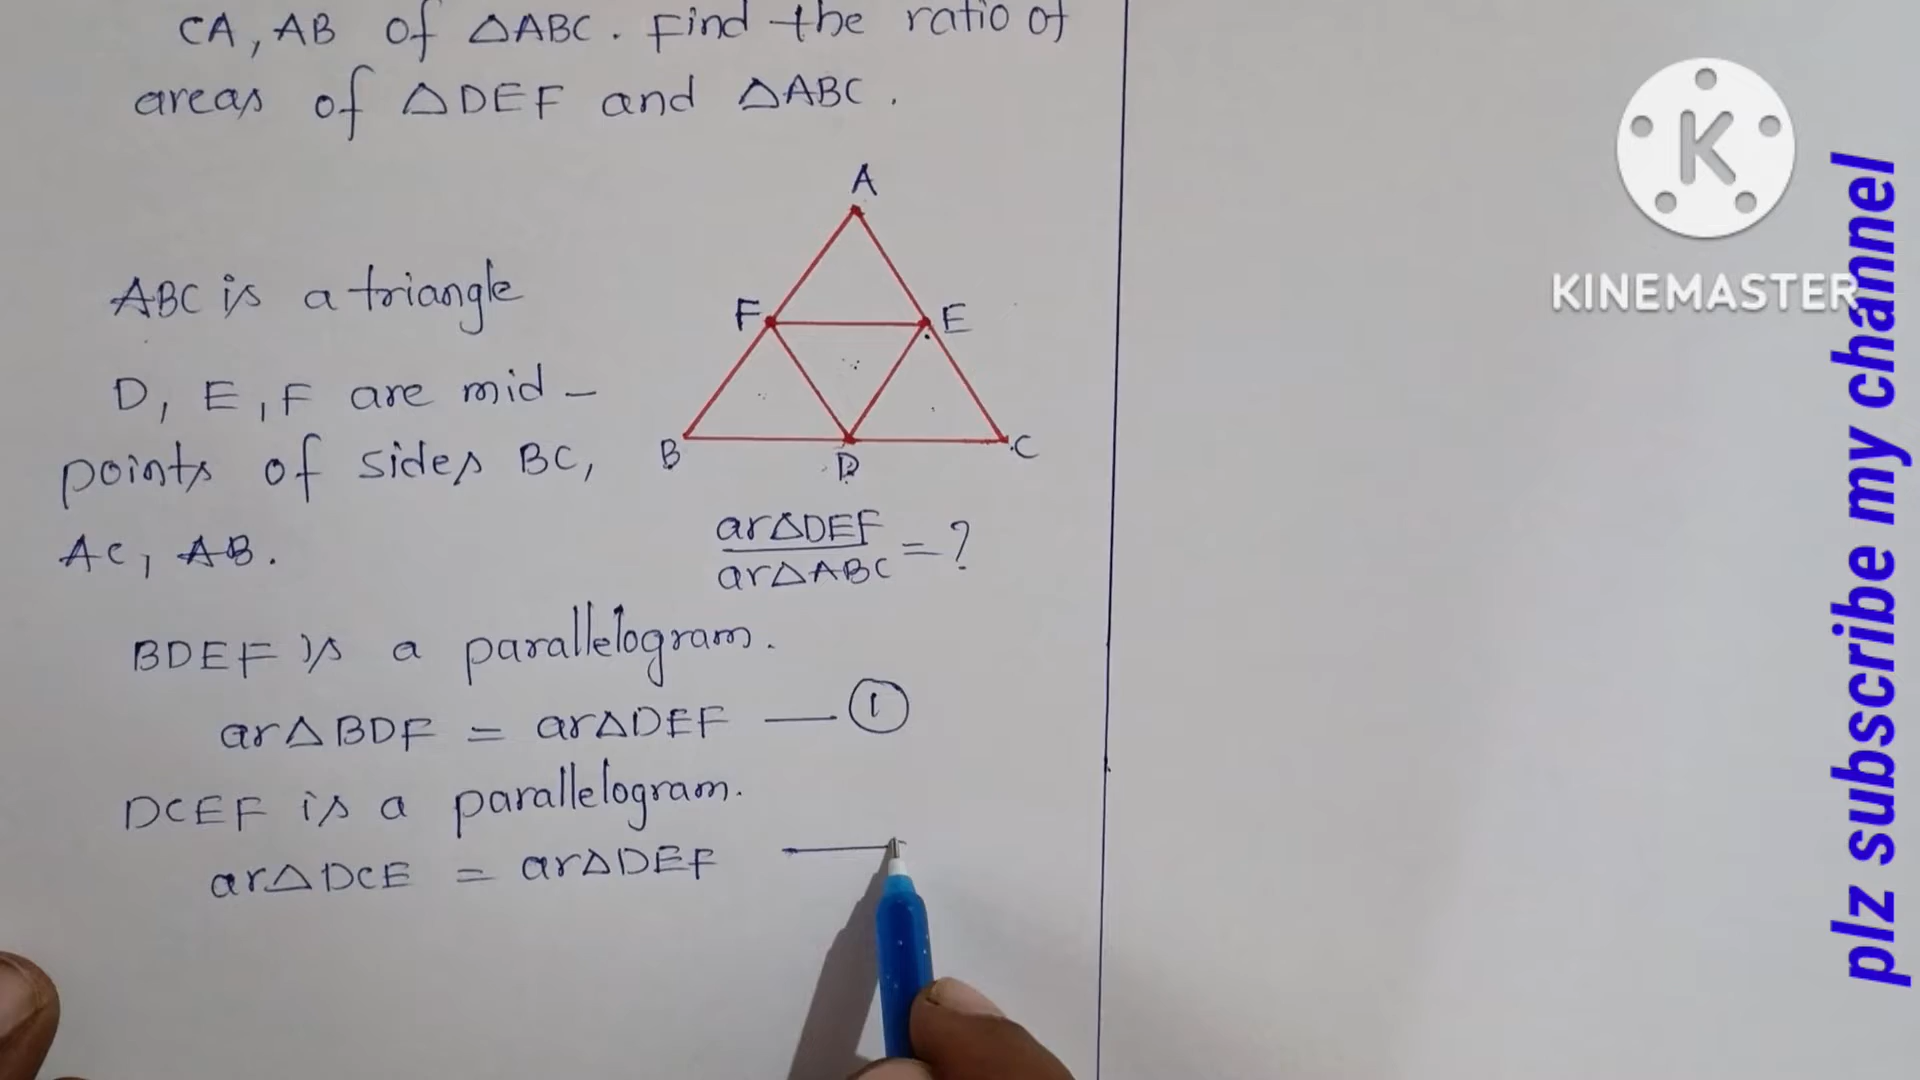 CA, AB of △ABC. Find the ratio of
areas of △DEF and △ABC.
A
F
E
B
D
C
ABC is a triangle
D, E, F are mid-
points of sides BC,
AC, AB.
ar△DEF
ar△ABC = ?
BDEF is a parallelogram.
ar△BDF = ar△DEF — 1
DCEF is a parallelogram.
ar△DCE = ar△DEF —
K
KINEMASTER
plz subscribe my channel